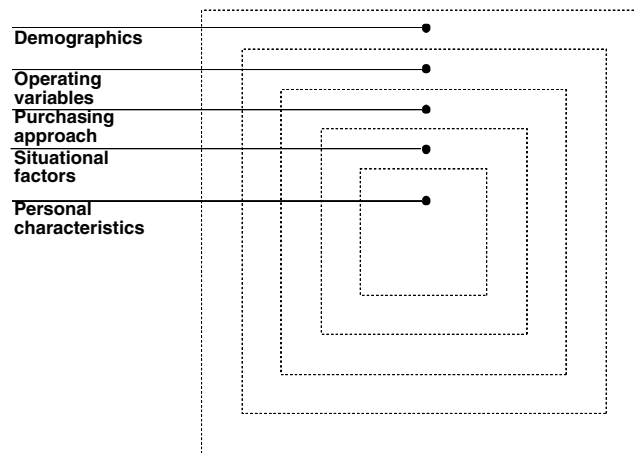 Demographics
Operating
variables
Purchasing
approach
Situational
factors
Personal
characteristics